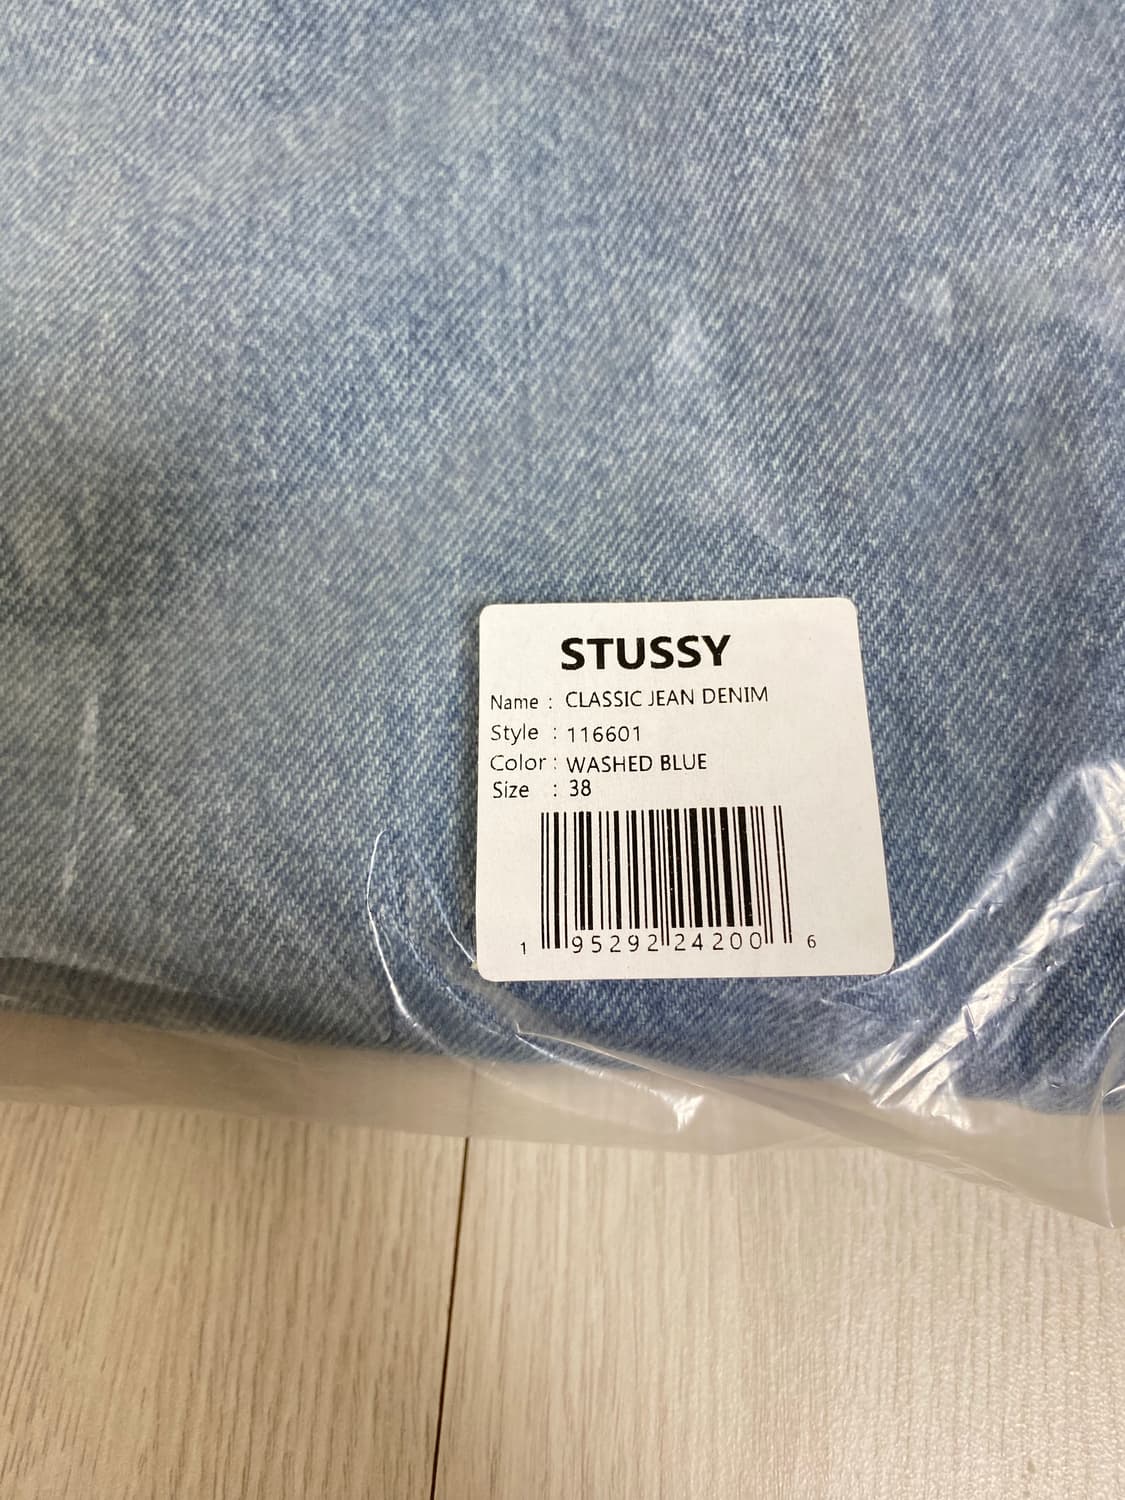 STUSSY
Name : CLASSIC JEAN DENIM
Style : 116601
Color : WASHED BLUE
Size : 38
1 95292 24200 6